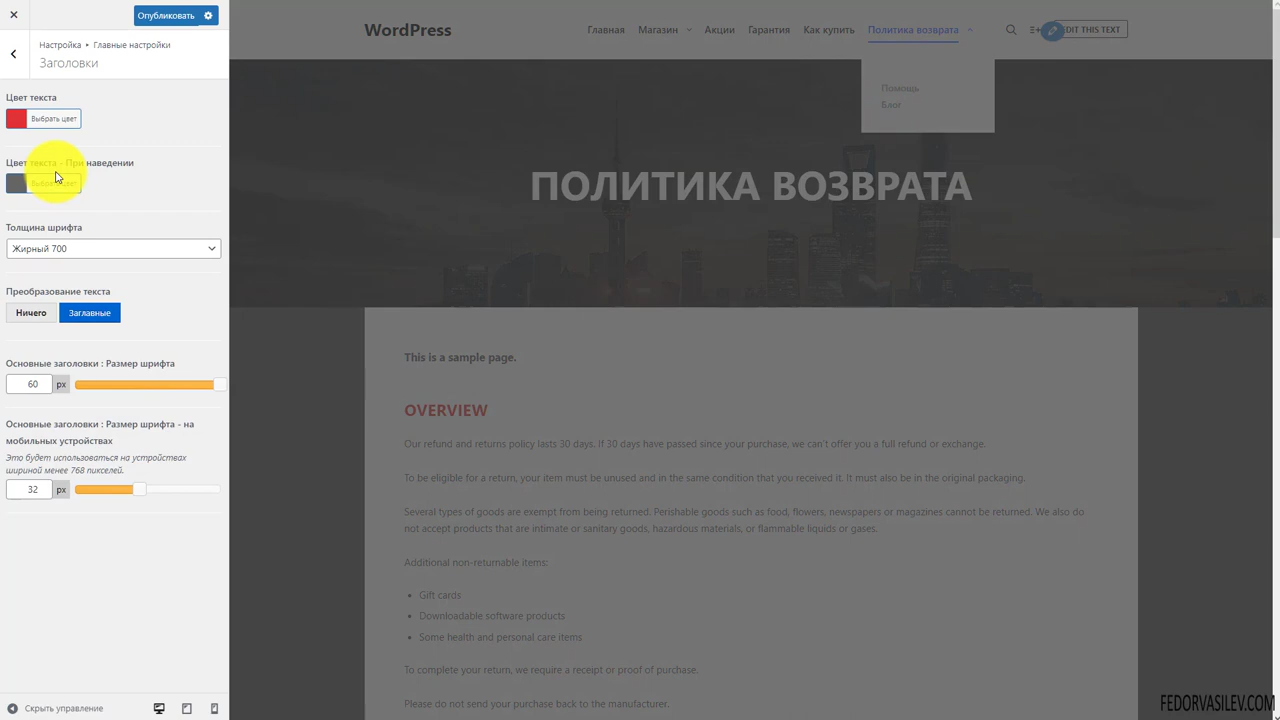 Опубликовать
Настройка ▸ Главные настройки
Заголовки
Цвет текста
Выбрать цвет
Цвет текста - При наведении
Выбрать цвет
Толщина шрифта
Жирный 700
Преобразование текста
Ничего Заглавные
Основные заголовки : Размер шрифта
60 px
Основные заголовки : Размер шрифта - на
мобильных устройствах
Это будет использоваться на устройствах
шириной менее 768 пикселей.
32 px
Скрыть управление
WordPress
Главная Магазин Акции Гарантия Как купить Политика возврата
EDIT THIS TEXT
Помощь
Блог
ПОЛИТИКА ВОЗВРАТА
This is a sample page.
OVERVIEW
Our refund and returns policy lasts 30 days. If 30 days have passed since your purchase, we can't offer you a full refund or exchange.
To be eligible for a return, your item must be unused and in the same condition that you received it. It must also be in the original packaging.
Several types of goods are exempt from being returned. Perishable goods such as food, flowers, newspapers or magazines cannot be returned. We also do
not accept products that are intimate or sanitary goods, hazardous materials, or flammable liquids or gases.
Additional non-returnable items:
• Gift cards
• Downloadable software products
• Some health and personal care items
To complete your return, we require a receipt or proof of purchase.
Please do not send your purchase back to the manufacturer.
FEDORVASILEV.COM